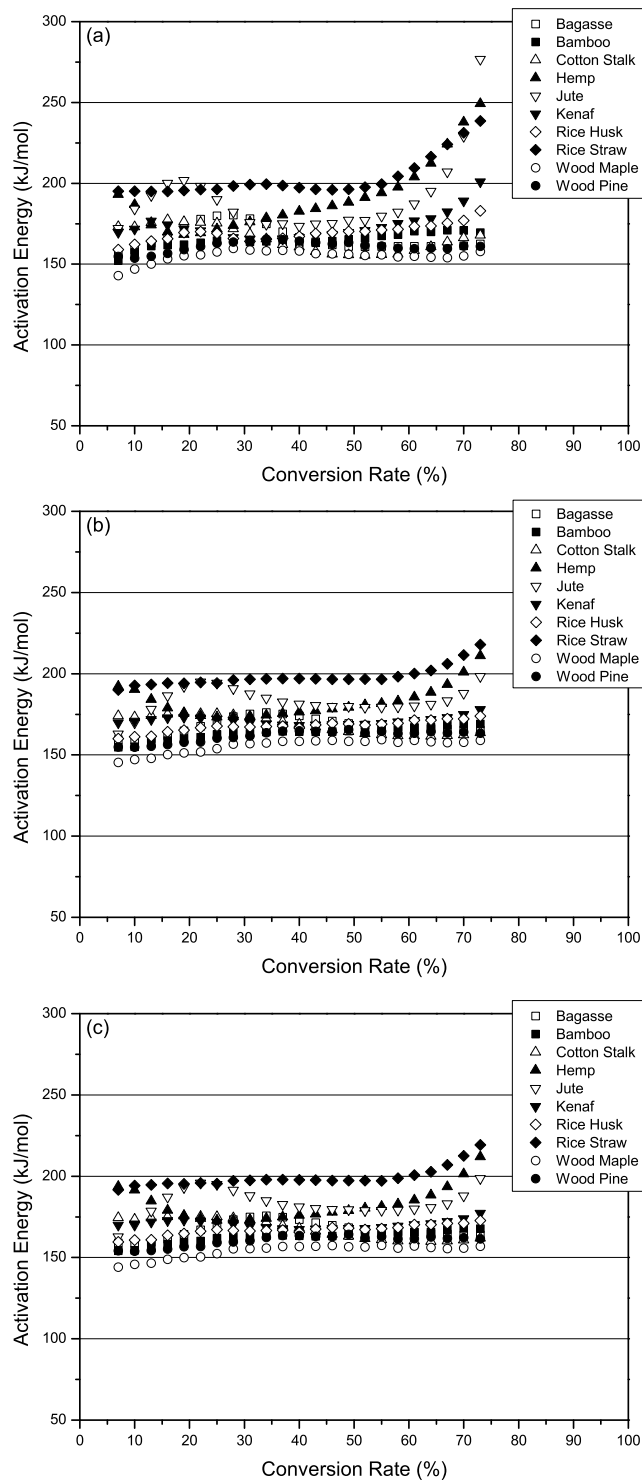 300
(a)
Bagasse
Bamboo
Cotton Stalk
Hemp
Jute
Kenaf
Rice Husk
Rice Straw
Wood Maple
Wood Pine
250
200
150
100
50
Activation Energy (kJ/mol)
0 10 20 30 40 50 60 70 80 90 100
Conversion Rate (%)
300
(b)
Bagasse
Bamboo
Cotton Stalk
Hemp
Jute
Kenaf
Rice Husk
Rice Straw
Wood Maple
Wood Pine
250
200
150
100
50
Activation Energy (kJ/mol)
0 10 20 30 40 50 60 70 80 90 100
Conversion Rate (%)
300
(c)
Bagasse
Bamboo
Cotton Stalk
Hemp
Jute
Kenaf
Rice Husk
Rice Straw
Wood Maple
Wood Pine
250
200
150
100
50
Activation Energy (kJ/mol)
0 10 20 30 40 50 60 70 80 90 100
Conversion Rate (%)